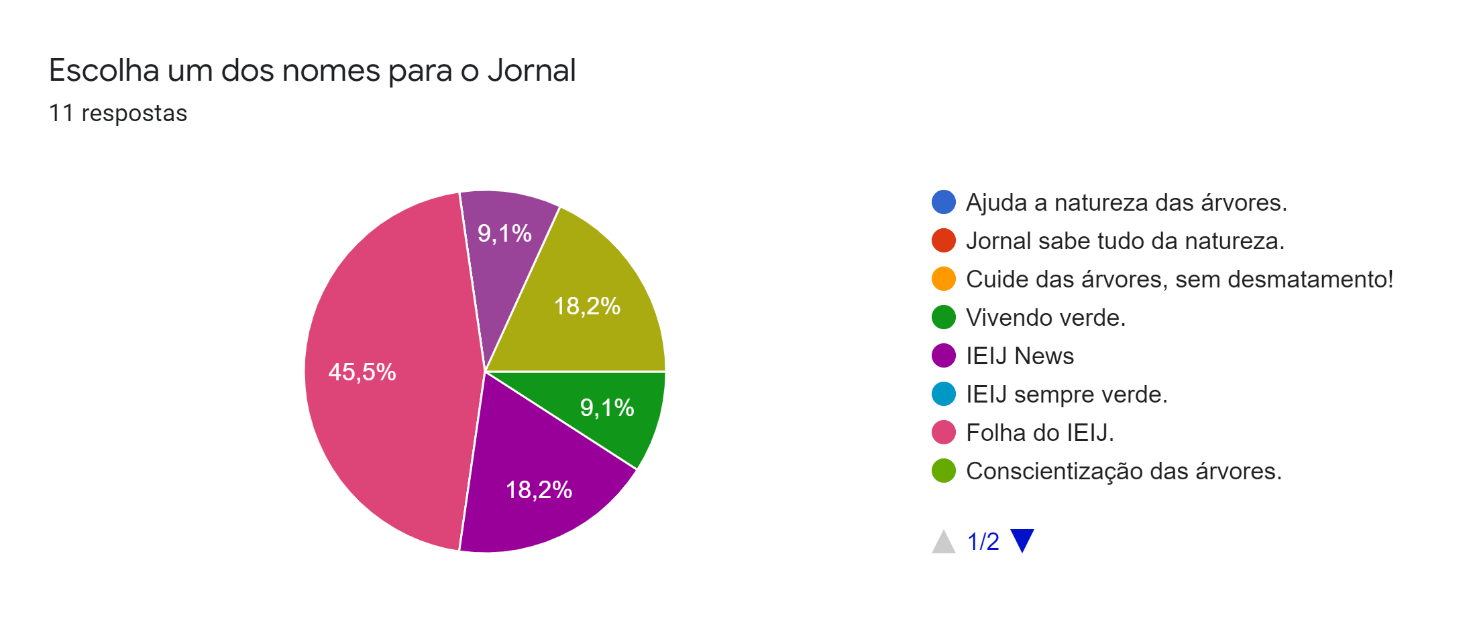 Escolha um dos nomes para o Jornal
11 respostas
9,1%
18,2%
45,5%
9,1%
18,2%
Ajuda a natureza das árvores.
Jornal sabe tudo da natureza.
Cuide das árvores, sem desmatamento!
Vivendo verde.
IEIJ News
IEIJ sempre verde.
Folha do IEIJ.
Conscientização das árvores.
1/2